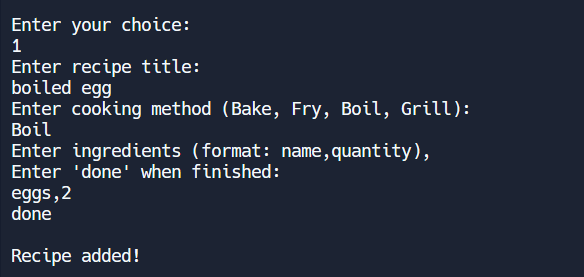 Enter your choice:
1
Enter recipe title:
boiled egg
Enter cooking method (Bake, Fry, Boil, Grill):
Boil
Enter ingredients (format: name,quantity),
Enter 'done' when finished:
eggs,2
done
Recipe added!